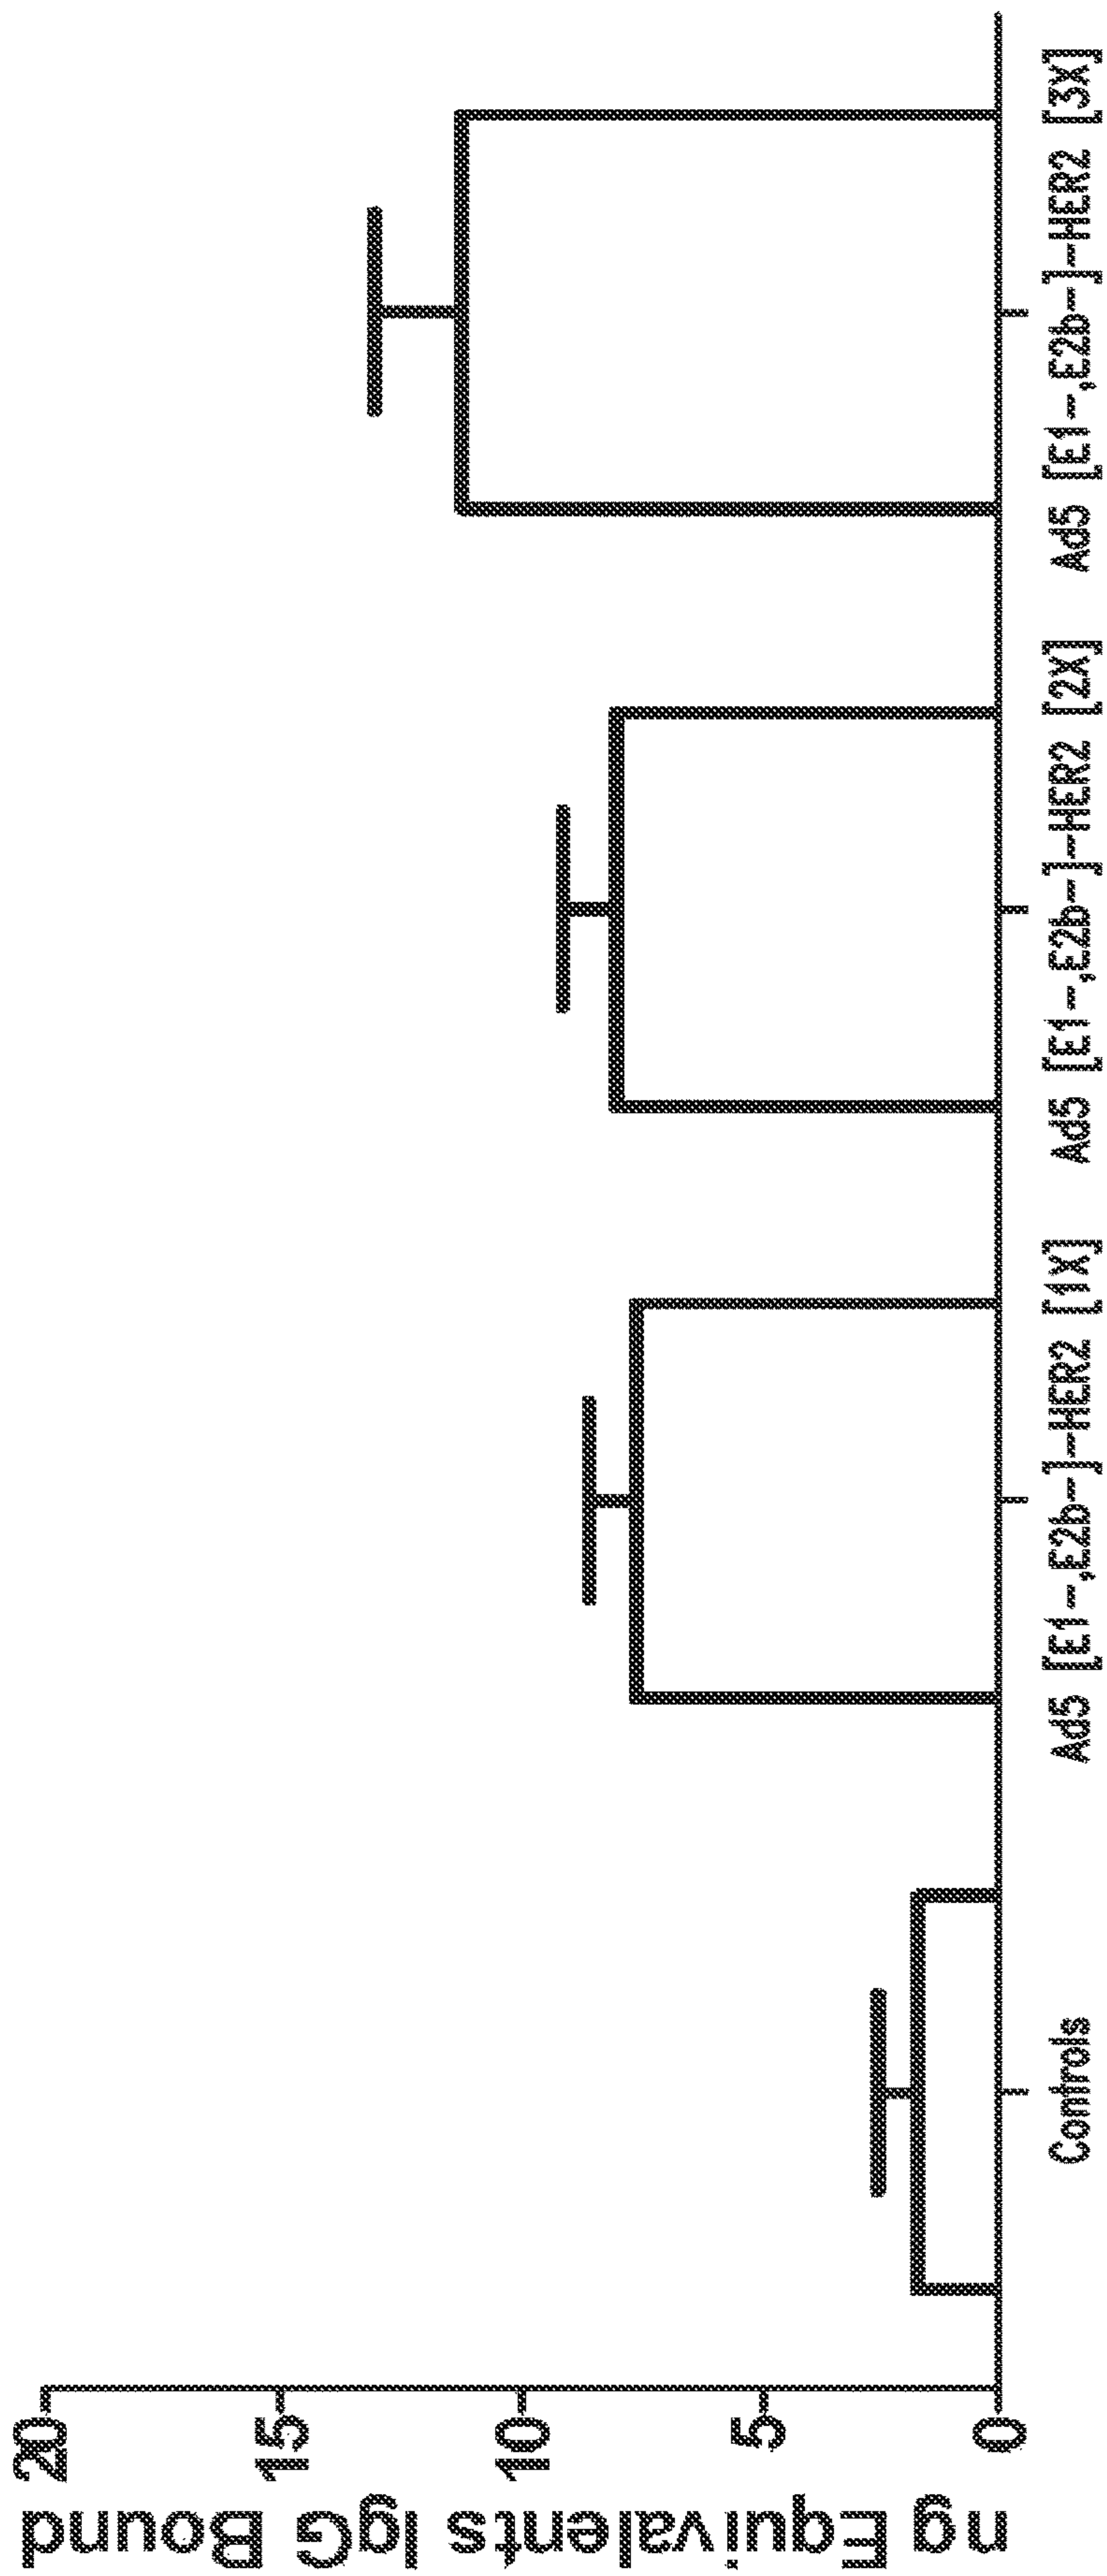 ng Equivalents IgG Bound
20
15
10
5
0
Controls
Ad5 [E1-,E2b-]-HER2 [1X]
Ad5 [E1-,E2b-]-HER2 [2X]
Ad5 [E1-,E2b-]-HER2 [3X]